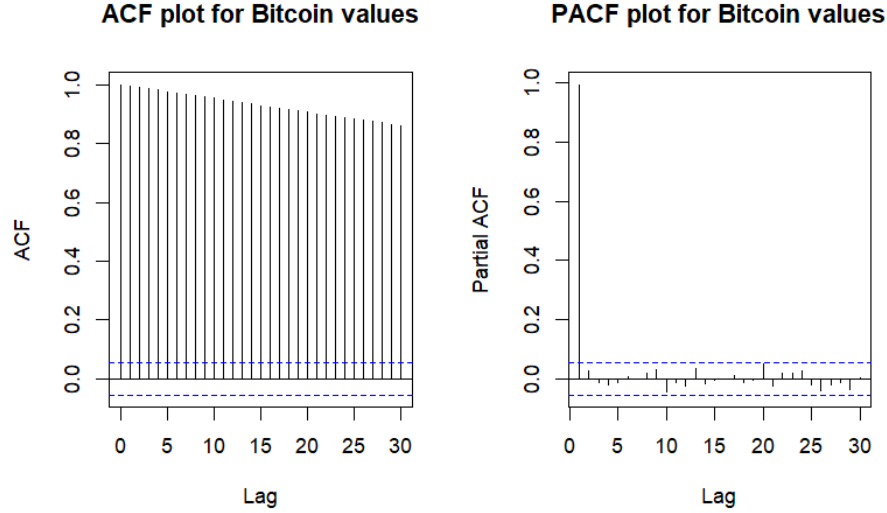 ACF plot for Bitcoin values
ACF
0.0 0.2 0.4 0.6 0.8 1.0
0 5 10 15 20 25 30
Lag
PACF plot for Bitcoin values
Partial ACF
0.0 0.2 0.4 0.6 0.8 1.0
0 5 10 15 20 25 30
Lag